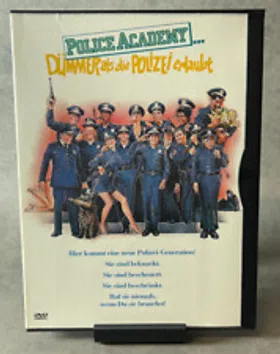 POLICE ACADEMY...
DÜMMER als die POLIZEI erlaubt
Hier kommt eine neue Polizei-Generation!
Sie sind beknackt.
Sie sind bescheuert.
Sie sind beschränkt.
Ruf sie niemals,
wenn Du sie brauchst!
DVD